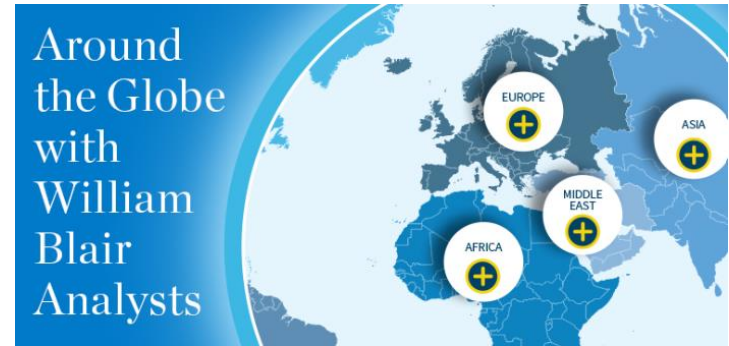 Around
the Globe
with
William
Blair
Analysts
EUROPE
ASIA
MIDDLE
EAST
AFRICA